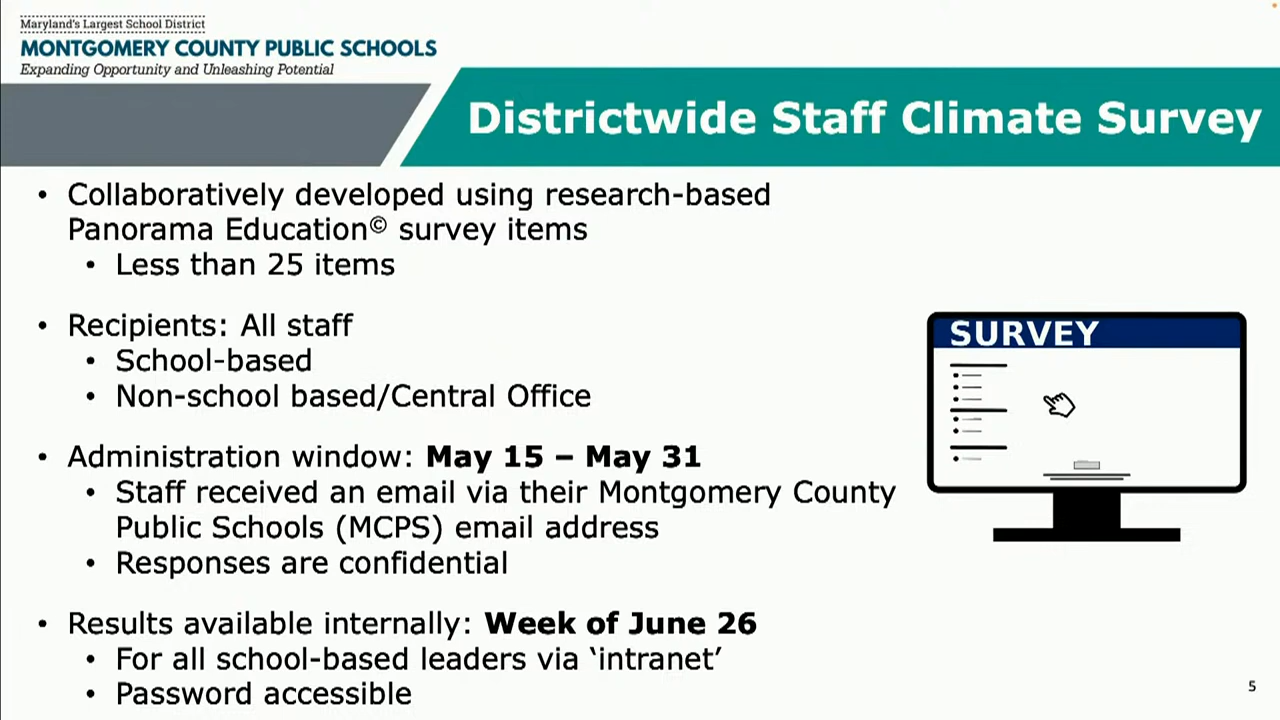 Maryland's Largest School District
MONTGOMERY COUNTY PUBLIC SCHOOLS
Expanding Opportunity and Unleashing Potential
Districtwide Staff Climate Survey
• Collaboratively developed using research-based
Panorama Education© survey items
• Less than 25 items
• Recipients: All staff
• School-based
• Non-school based/Central Office
• Administration window: May 15 – May 31
• Staff received an email via their Montgomery County
Public Schools (MCPS) email address
• Responses are confidential
• Results available internally: Week of June 26
• For all school-based leaders via ‘intranet’
• Password accessible
SURVEY
5